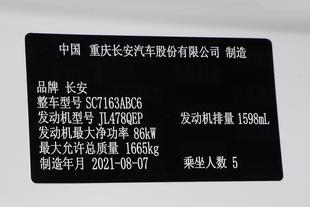 中国 重庆长安汽车股份有限公司 制造
品牌 长安
整车型号 SC7163ABC6
发动机型号 JL478QEP 发动机排量 1598mL
发动机最大净功率 86kW
最大允许总质量 1665kg
制造年月 2021-08-07 乘坐人数 5